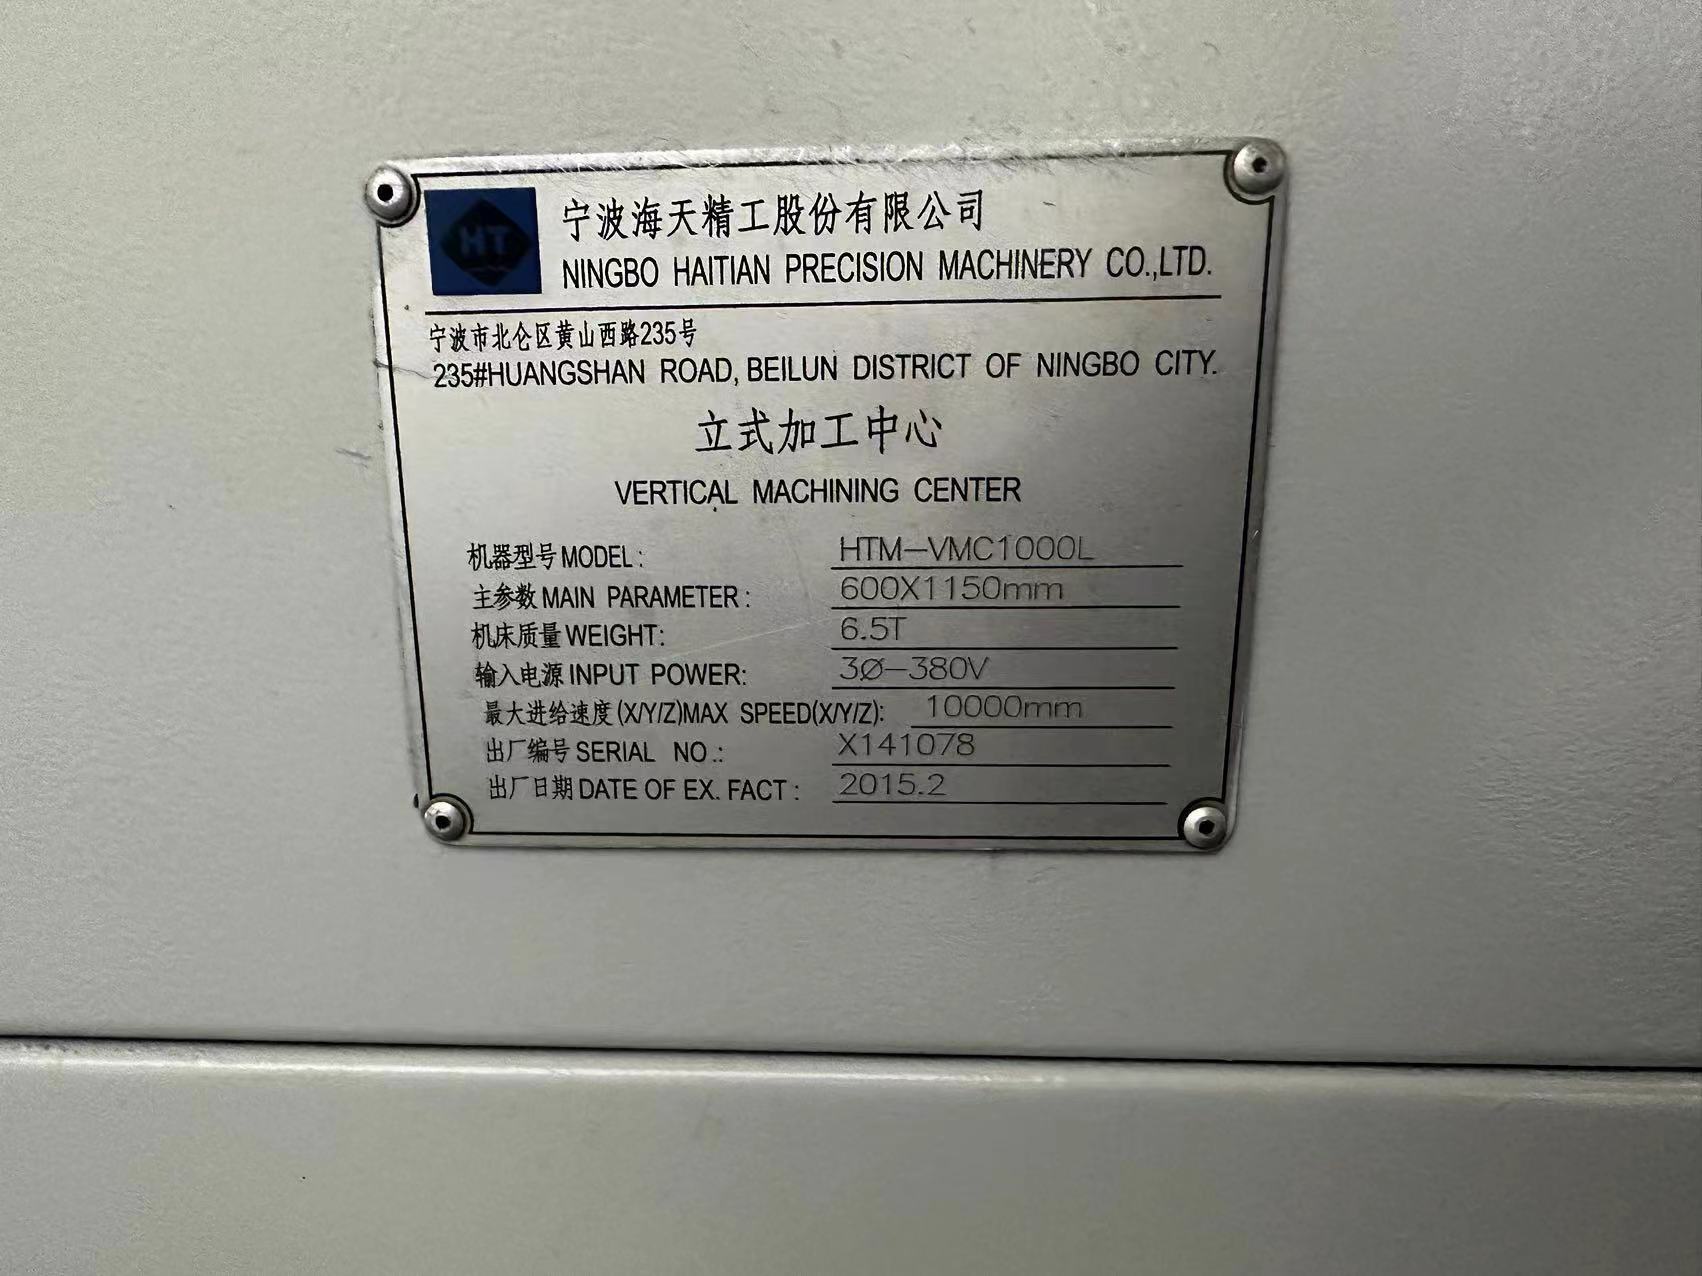 HT
宁波海天精工股份有限公司
NINGBO HAITIAN PRECISION MACHINERY CO.,LTD.
宁波市北仑区黄山西路235号
235#HUANGSHAN ROAD, BEILUN DISTRICT OF NINGBO CITY.
立式加工中心
VERTICAL MACHINING CENTER
机器型号 MODEL: HTM-VMC1000L
主参数 MAIN PARAMETER: 600X1150mm
机床质量 WEIGHT: 6.5T
输入电源 INPUT POWER: 3Ø-380V
最大进给速度(X/Y/Z)MAX SPEED(X/Y/Z): 10000mm
出厂编号 SERIAL NO.: X141078
出厂日期 DATE OF EX. FACT: 2015.2